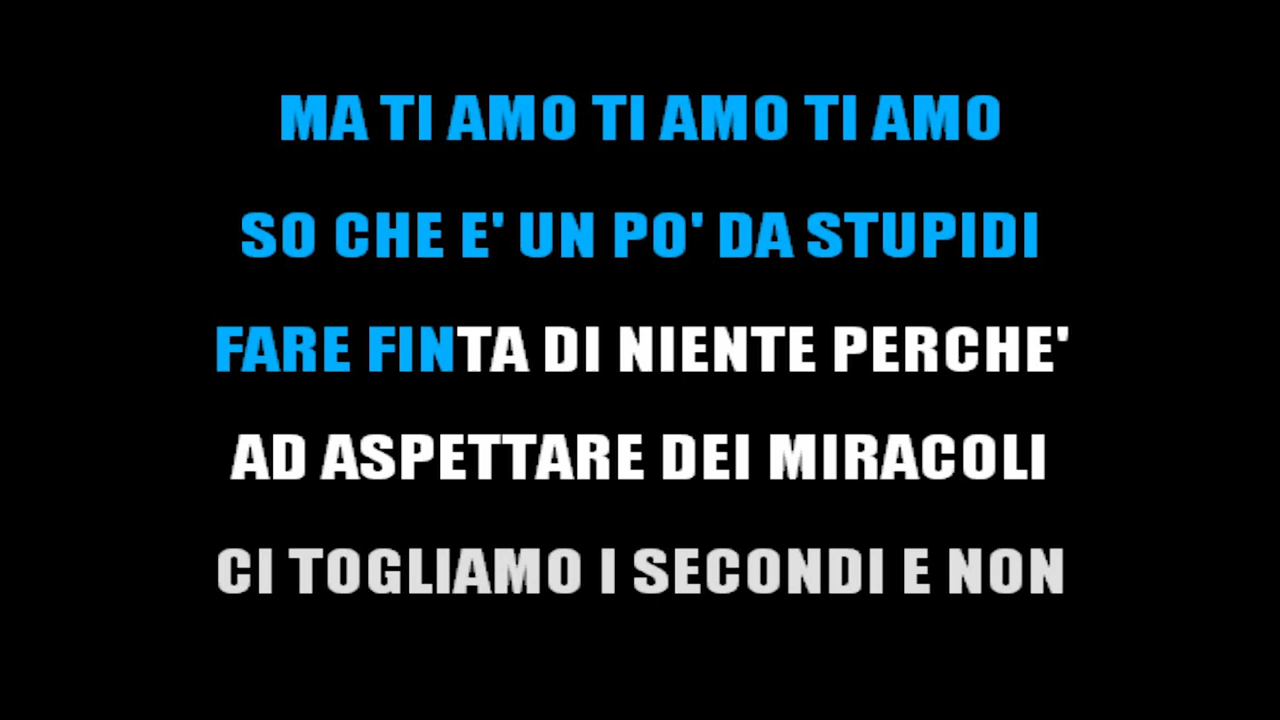 MA TI AMO TI AMO TI AMO
SO CHE E' UN PO' DA STUPIDI
FARE FINTA DI NIENTE PERCHE'
AD ASPETTARE DEI MIRACOLI
CI TOGLIAMO I SECONDI E NON